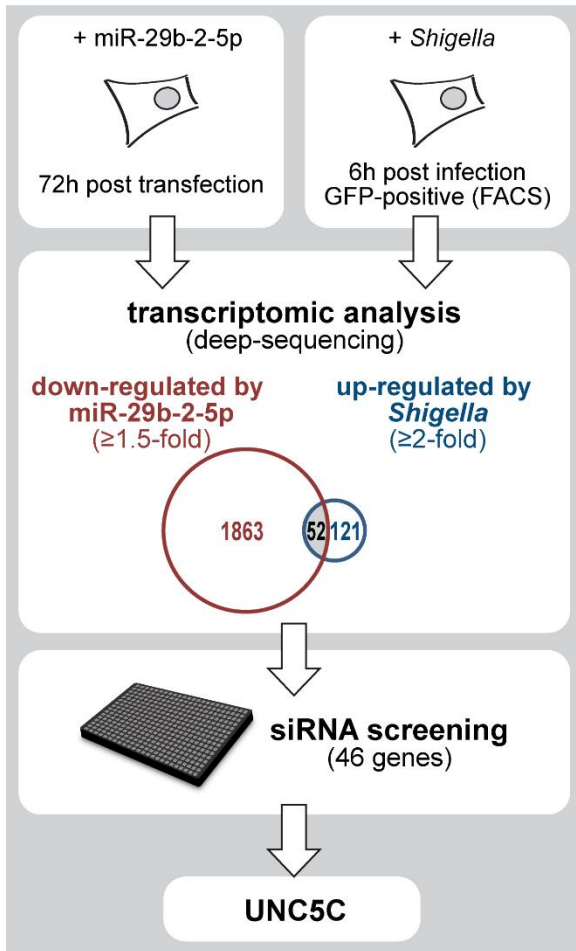 + miR-29b-2-5p
72h post transfection
+ Shigella
6h post infection
GFP-positive (FACS)
transcriptomic analysis
(deep-sequencing)
down-regulated by
miR-29b-2-5p
(≥1.5-fold)
up-regulated by
Shigella
(≥2-fold)
1863
52
121
siRNA screening
(46 genes)
UNC5C